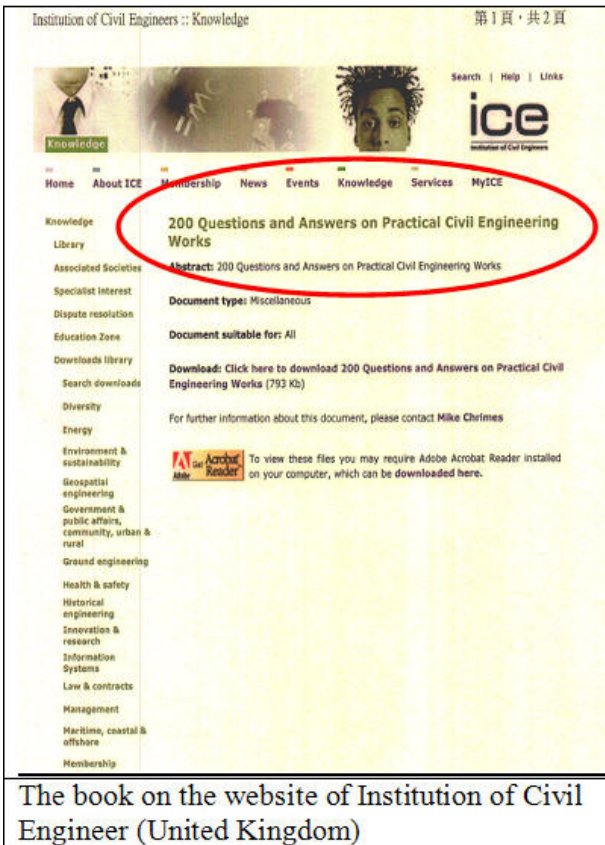 Institution of Civil Engineers :: Knowledge
第1頁，共2頁
Search | Help | Links
Knowledge
ice
Institution of Civil Engineers
Home About ICE Membership News Events Knowledge Services MyICE
Knowledge
Library
Associated Societies
Specialist Interest
Dispute resolution
Education Zone
Downloads library
Search downloads
Diversity
Energy
Environment &
sustainability
Geospatial
engineering
Government &
public affairs,
community, urban &
rural
Ground engineering
Health & safety
Historical
engineering
Innovation &
research
Information
Systems
Law & contracts
Management
Maritime, coastal &
offshore
Membership
200 Questions and Answers on Practical Civil Engineering
Works
Abstract: 200 Questions and Answers on Practical Civil Engineering Works
Document type: Miscellaneous
Document suitable for: All
Download: Click here to download 200 Questions and Answers on Practical Civil
Engineering Works (793 Kb)
For further information about this document, please contact Mike Chrimes
Adobe
Get Acrobat
Reader
To view these files you may require Adobe Acrobat Reader installed
on your computer, which can be downloaded here.
The book on the website of Institution of Civil
Engineer (United Kingdom)